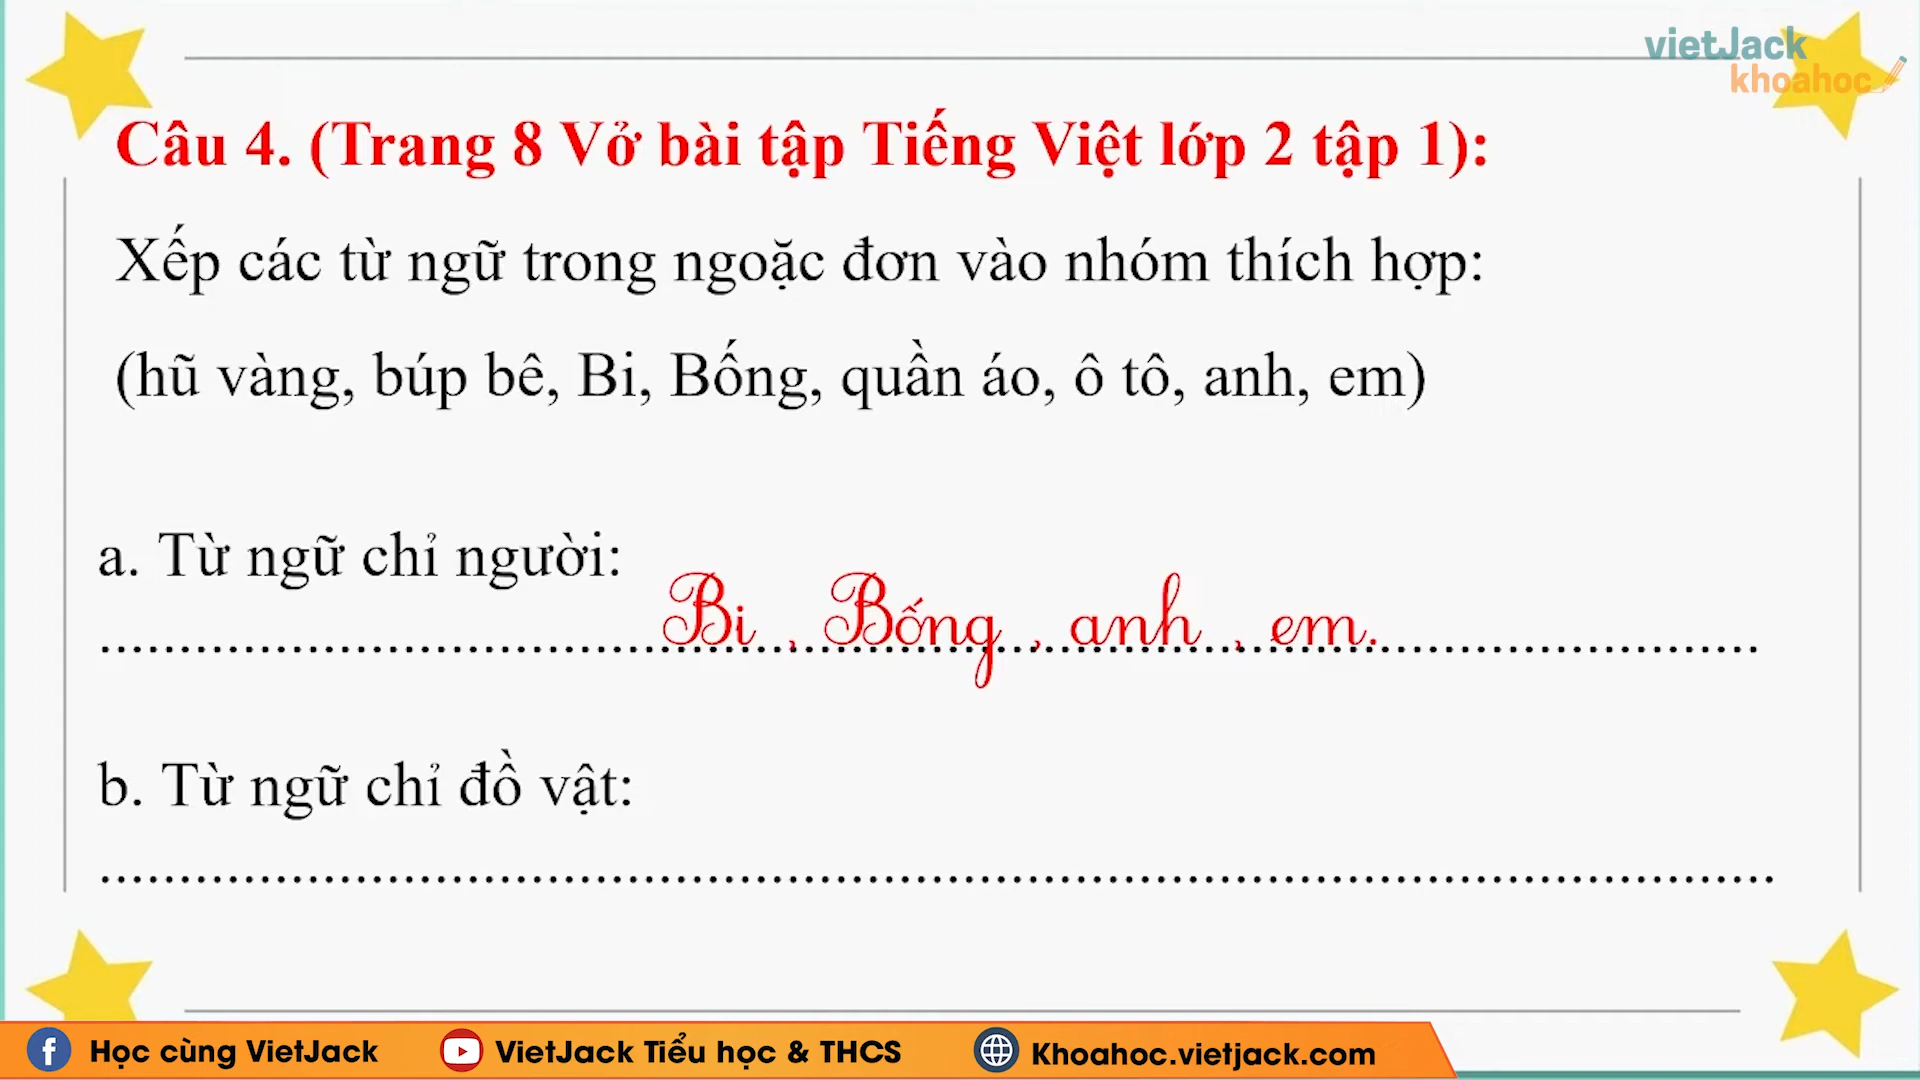 vietJack
khoahoc
Câu 4. (Trang 8 Vở bài tập Tiếng Việt lớp 2 tập 1):
Xếp các từ ngữ trong ngoặc đơn vào nhóm thích hợp:
(hũ vàng, búp bê, Bi, Bống, quần áo, ô tô, anh, em)
a. Từ ngữ chỉ người:
Bi , Bống , anh , em.
b. Từ ngữ chỉ đồ vật:
Học cùng VietJack VietJack Tiểu học & THCS Khoahoc.vietjack.com